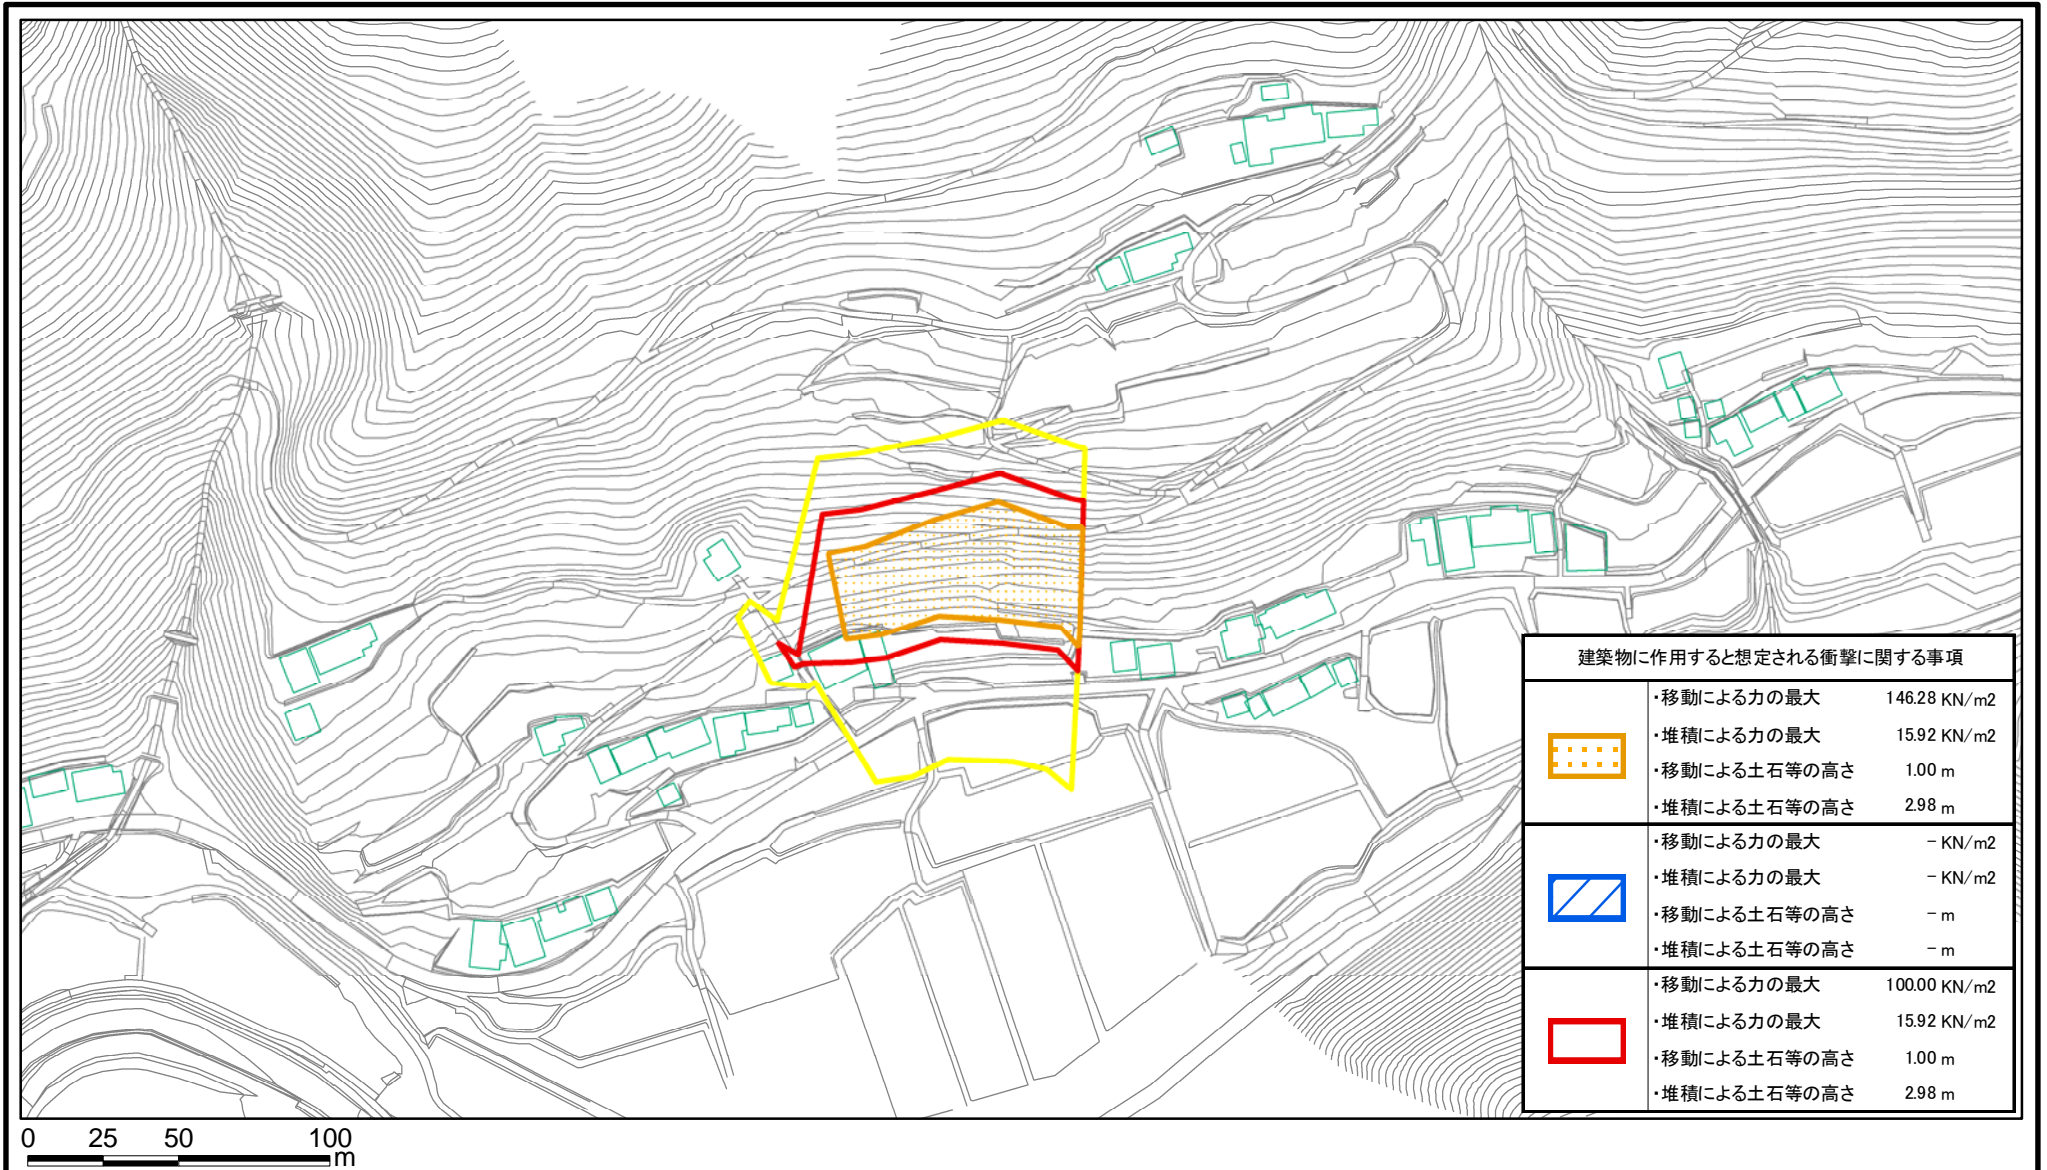 建築物に作用すると想定される衝撃に関する事項
・移動による力の最大 146.28 KN/m2
・堆積による力の最大 15.92 KN/m2
・移動による土石等の高さ 1.00 m
・堆積による土石等の高さ 2.98 m
・移動による力の最大 － KN/m2
・堆積による力の最大 － KN/m2
・移動による土石等の高さ － m
・堆積による土石等の高さ － m
・移動による力の最大 100.00 KN/m2
・堆積による力の最大 15.92 KN/m2
・移動による土石等の高さ 1.00 m
・堆積による土石等の高さ 2.98 m
0 25 50 100
m